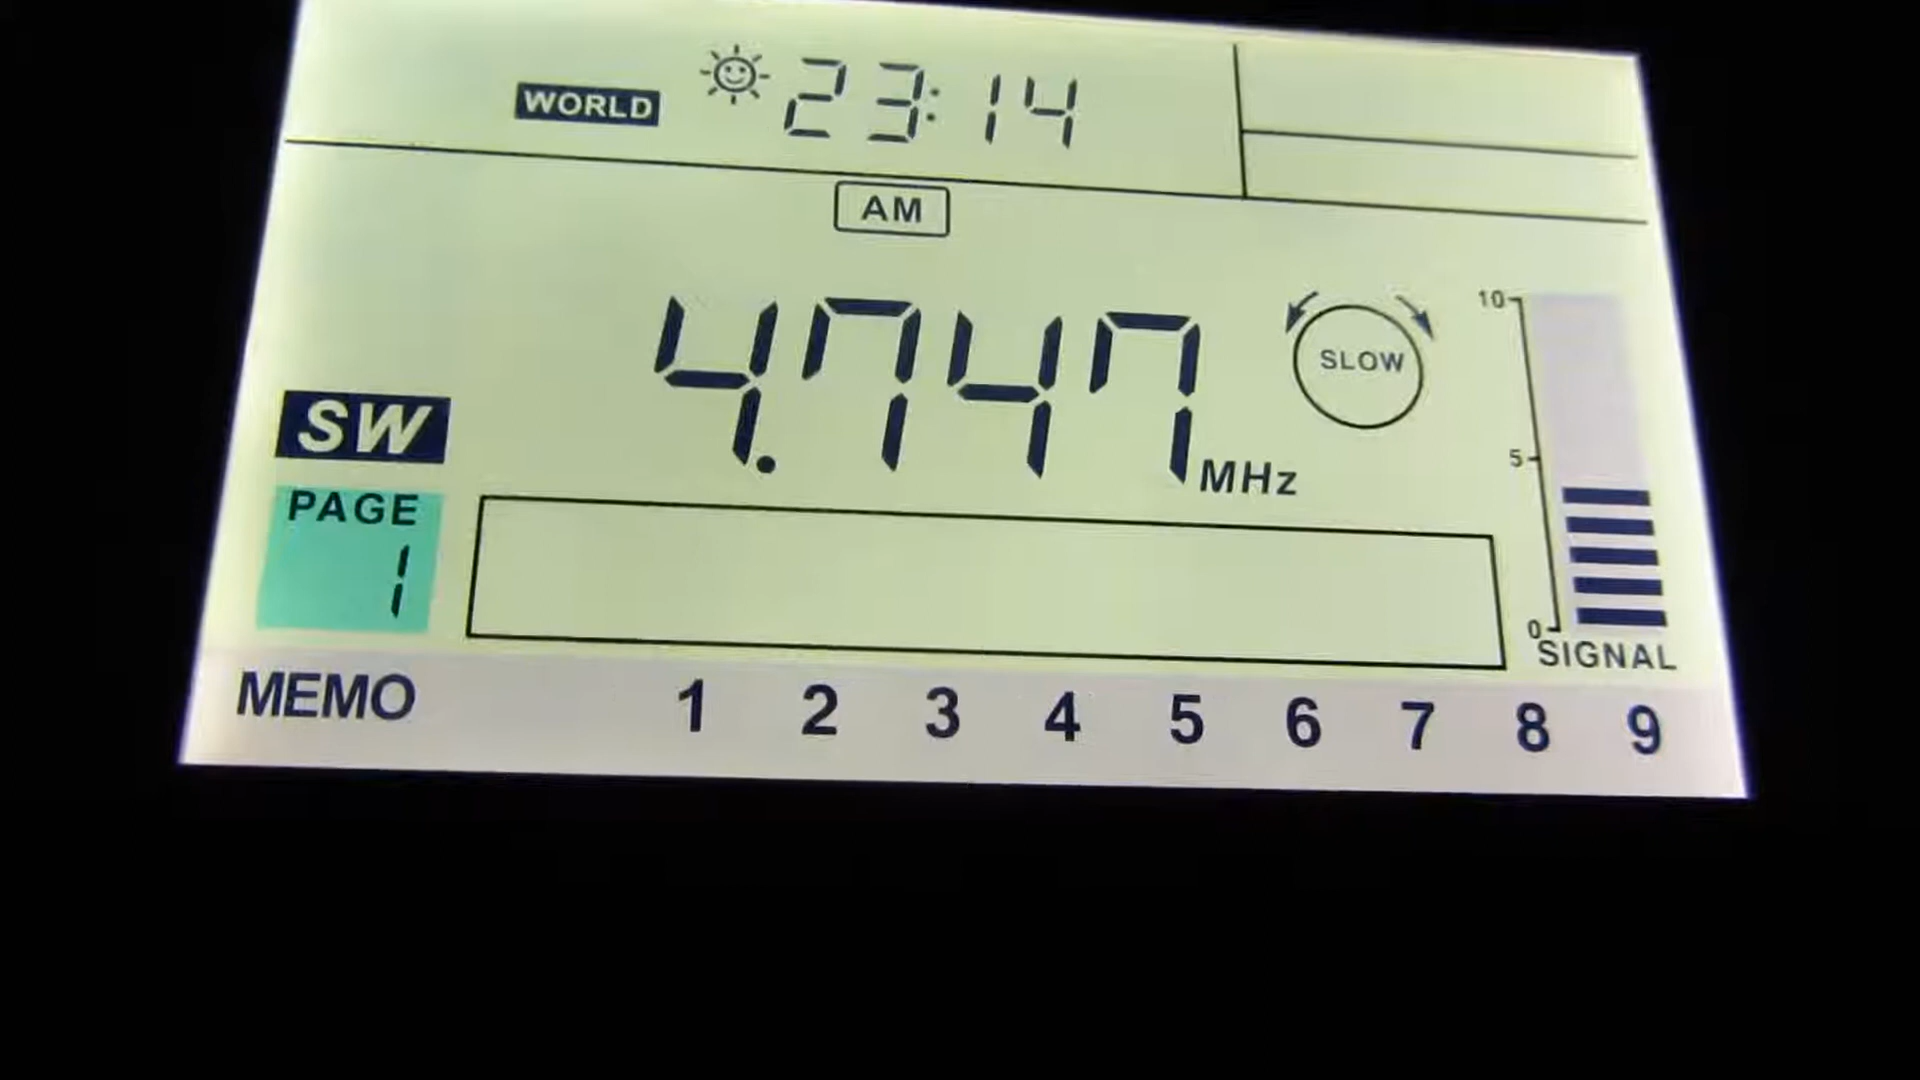 WORLD 23:14
AM
4.747 MHz
SLOW
10
5
0
SIGNAL
SW
PAGE
1
MEMO 1 2 3 4 5 6 7 8 9